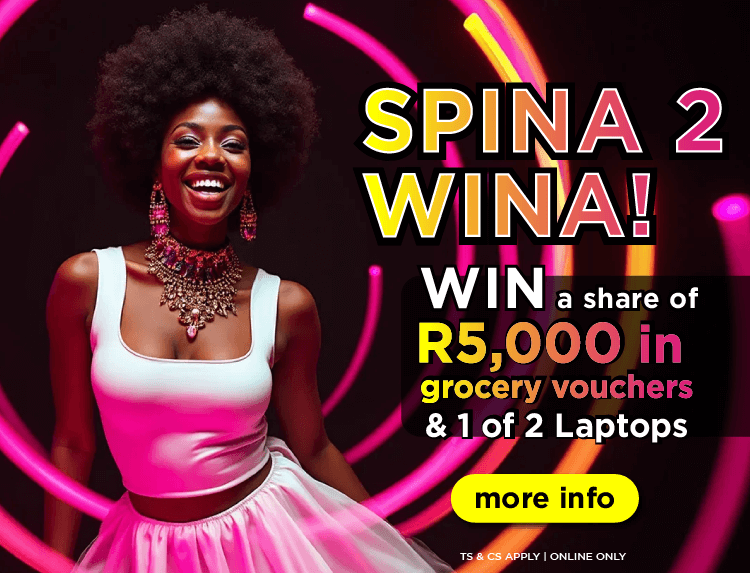 SPINA 2
WINA!
WIN a share of
R5,000 in
grocery vouchers
& 1 of 2 Laptops
more info
TS & CS APPLY | ONLINE ONLY